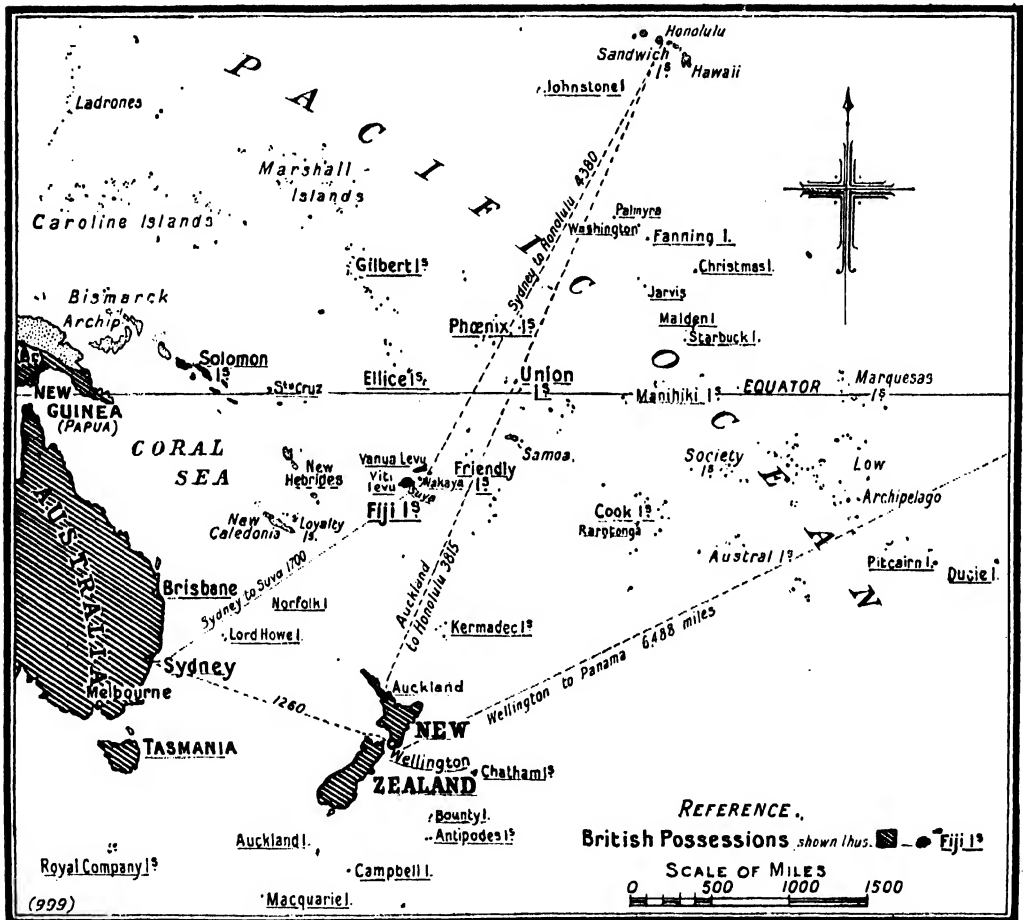 Honolulu
Sandwich
Is
Hawaii
Johnstone I.
Ladrones
PACIFIC OCEAN
Marshall
Islands
Caroline Islands
Sydney to Honolulu 4380
Palmyra
Washington
Fanning I.
Christmas I.
Gilbert Is
Jarvis
Bismarck
Archip.
Malden I.
Starbuck I.
Phœnix Is
Solomon
Is
Ste Cruz
Ellice Is.
Union
Is
Manihiki Is
EQUATOR
Marquesas
Is
NEW
GUINEA
(PAPUA)
CORAL
SEA
New
Hebrides
Vanua Levu
Viti
Levu
Wakaya
Suva
Fiji Is
Friendly
Is
Samoa.
Society
Is
Low
Archipelago
New
Caledonia
Loyalty
Is.
Cook Is
Rarotonga
Austral Is
Pitcairn I.
Ducie I.
AUSTRALIA
Brisbane
Sydney to Suva 1700
Norfolk I
Lord Howe I.
Auckland
to Honolulu 3815
Kermadec Is
Sydney
Melbourne
1260
Auckland
Wellington to Panama 6488 miles
TASMANIA
NEW
ZEALAND
Wellington
Chatham Is
Bounty I.
Antipodes Is
Auckland I.
Campbell I.
Royal Company Is
Macquarie I.
REFERENCE.
British Possessions shown thus. – Fiji Is
SCALE OF MILES
0 500 1000 1500
(999)